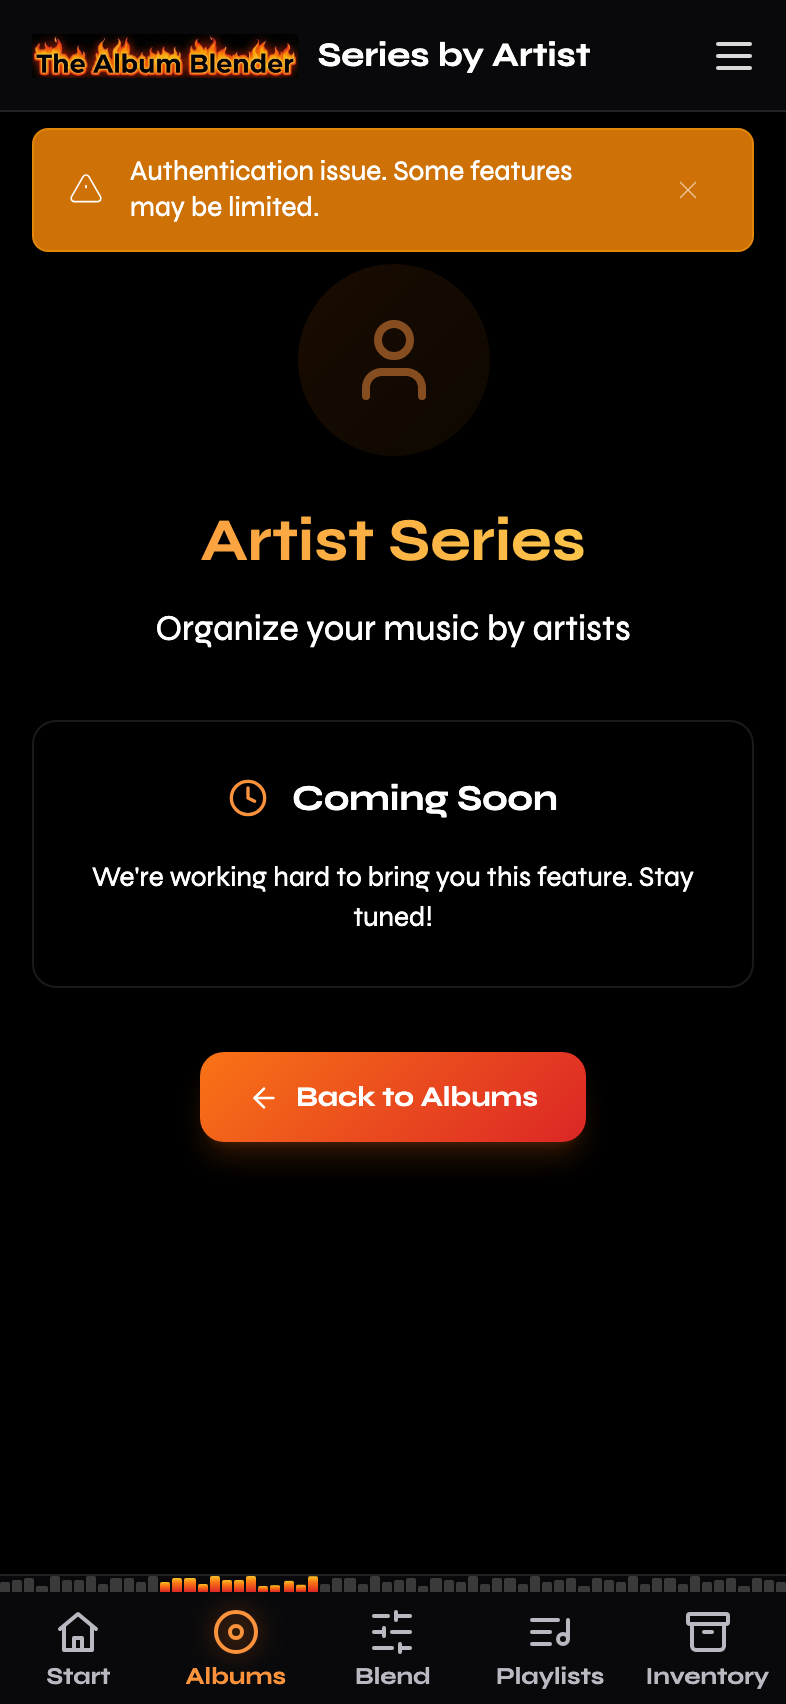 The Album Blender
Series by Artist
Authentication issue. Some features
may be limited.
Artist Series
Organize your music by artists
Coming Soon
We're working hard to bring you this feature. Stay
tuned!
Back to Albums
Start
Albums
Blend
Playlists
Inventory